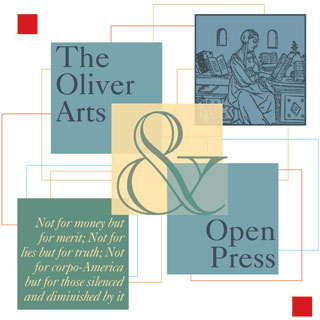 The
Oliver
Arts
&
Open
Press
Not for money but
for merit; Not for
lies but for truth; Not
for corpo-America
but for those silenced
and diminished by it